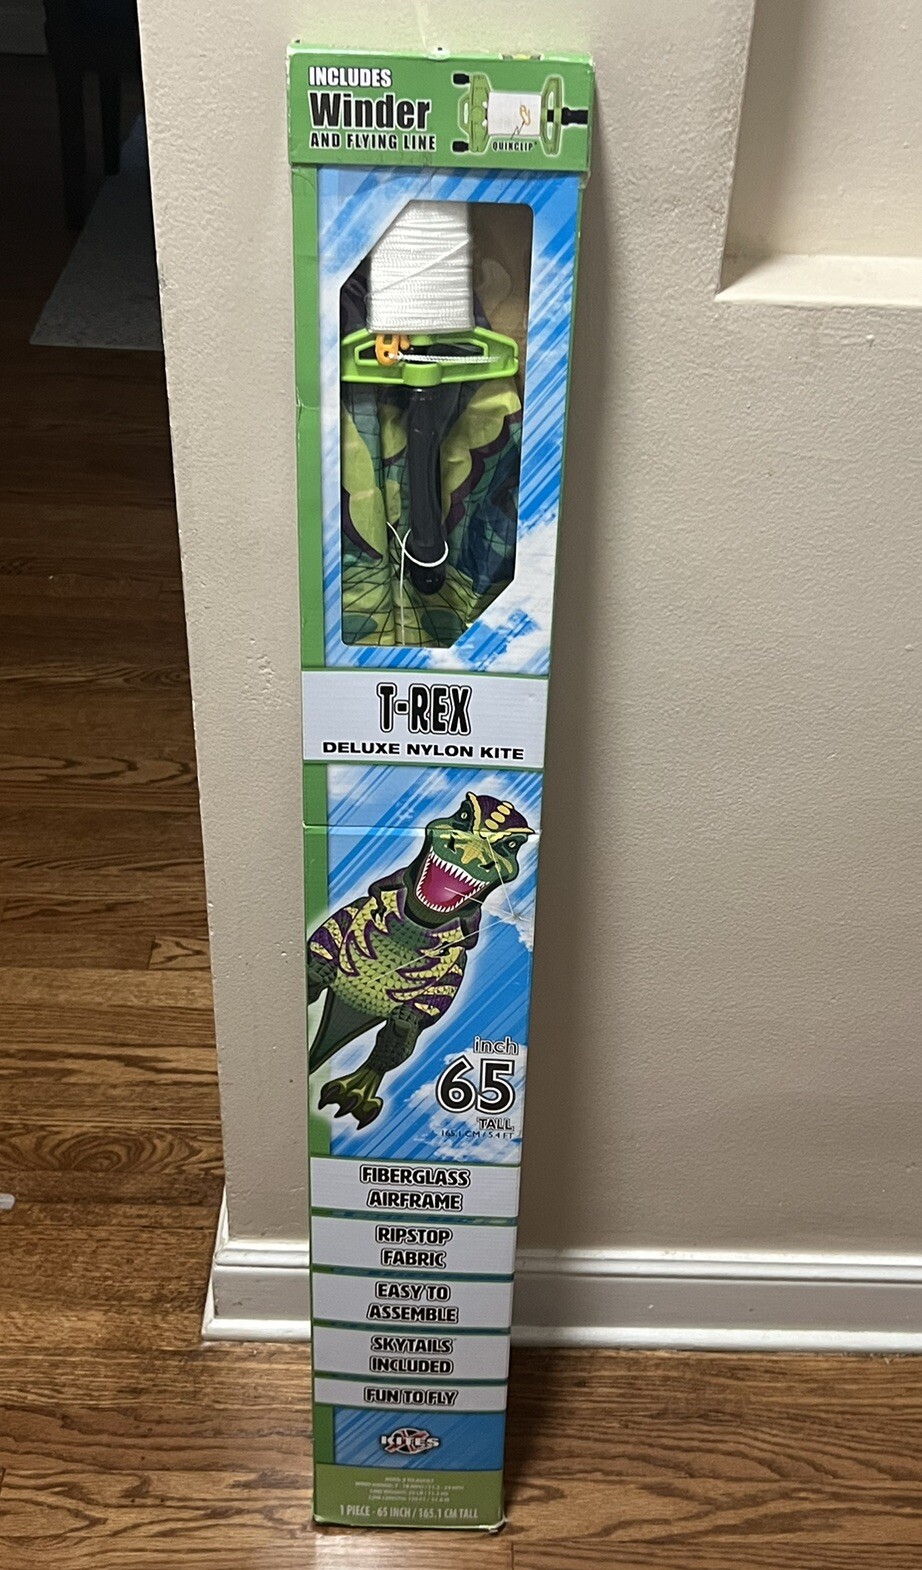 INCLUDES
Winder
AND FLYING LINE
QUIKCLIP™
T-REX
DELUXE NYLON KITE
inch
65
TALL
165.1 CM / 5.4 FT
FIBERGLASS
AIRFRAME
RIPSTOP
FABRIC
EASY TO
ASSEMBLE
SKYTAILS
INCLUDED
FUN TO FLY
X KITES
1 PIECE - 65 INCH / 165.1 CM TALL